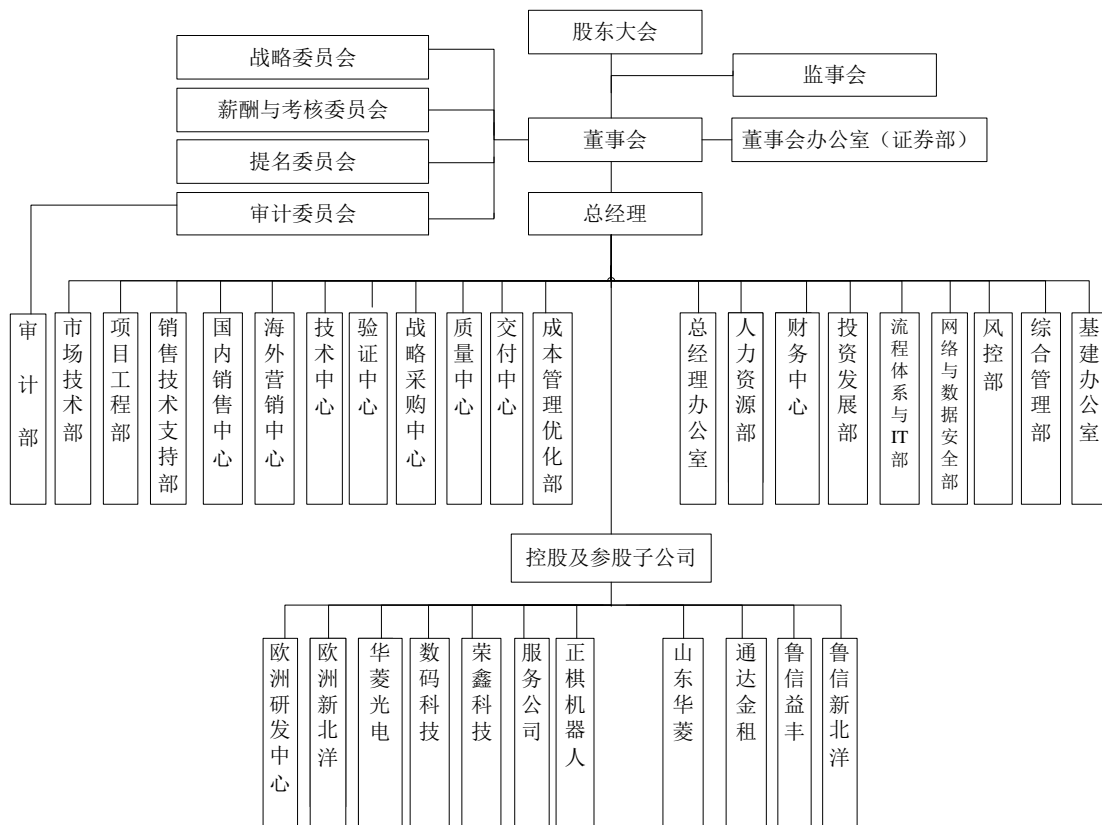 股东大会
战略委员会
监事会
薪酬与考核委员会
董事会
董事会办公室（证券部）
提名委员会
审计委员会
总经理
审计部
市场技术部
项目工程部
销售技术支持部
国内销售中心
海外营销中心
技术中心
验证中心
战略采购中心
质量中心
交付中心
成本管理优化部
总经理办公室
人力资源部
财务中心
投资发展部
流程体系与IT部
网络与数据安全部
风控部
综合管理部
基建办公室
控股及参股子公司
欧洲研发中心
欧洲新北洋
华菱光电
数码科技
荣鑫科技
服务公司
正棋机器人
山东华菱
通达金租
鲁信益丰
鲁信新北洋